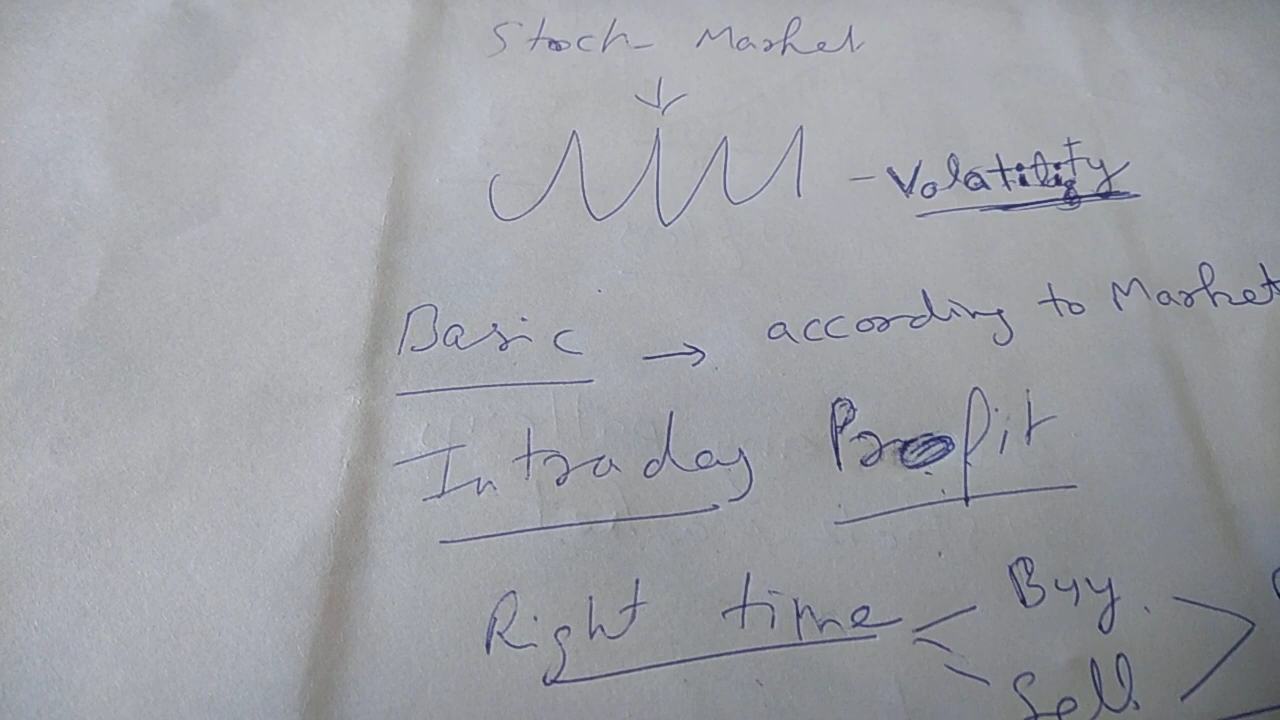 Stock Market
↓
- Volatility
Basic → according to Market
Intraday Profit
Right time < Buy.
Sell